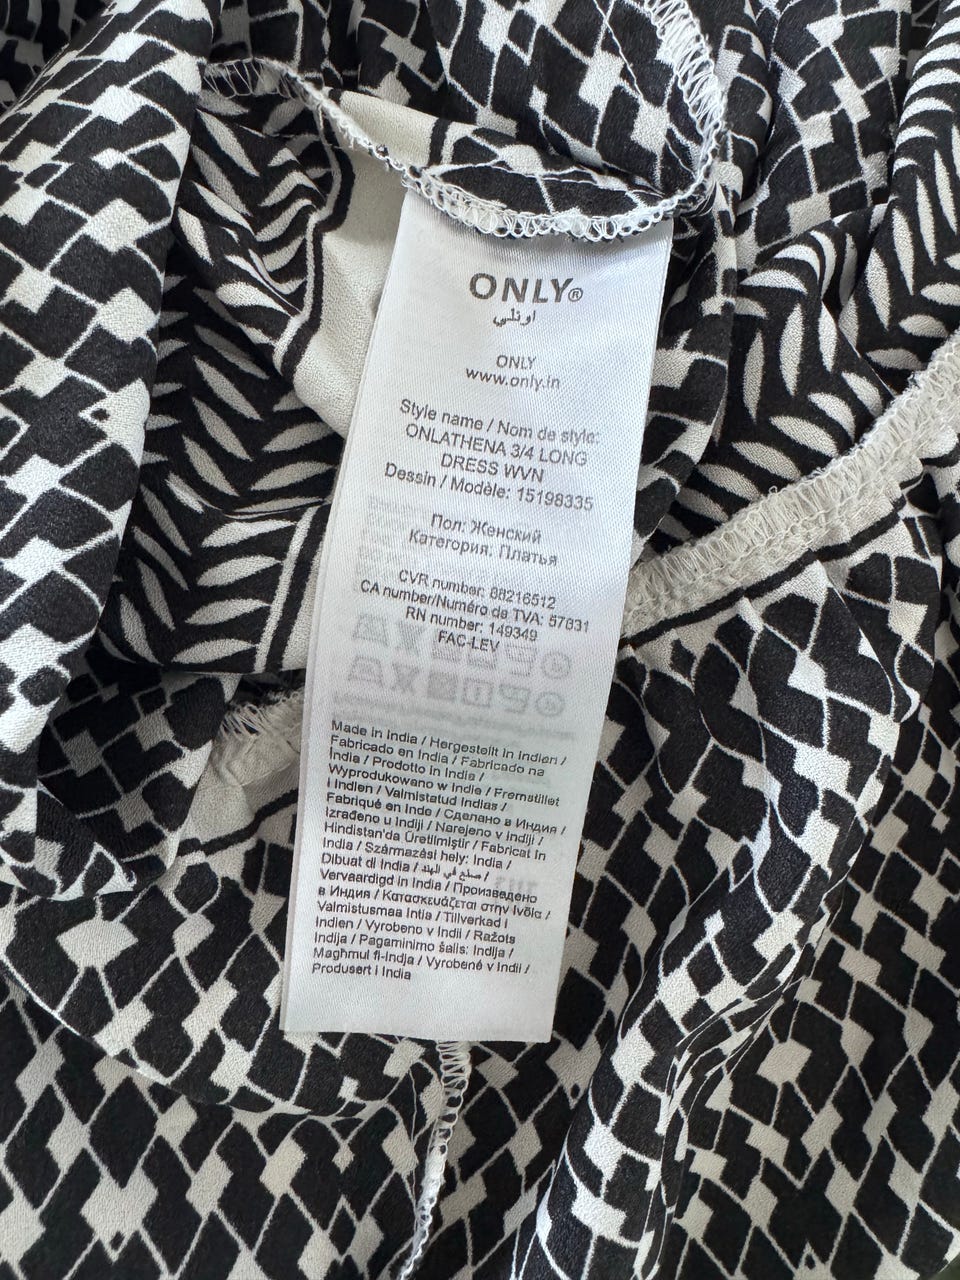 ONLY®
اونلي
ONLY
www.only.in
Style name / Nom de style:
ONLATHENA 3/4 LONG
DRESS WVN
Dessin / Modèle: 15198335
Пол: Женский
Категория: Платья
CVR number: 88216512
CA number/Numéro de TVA: 57831
RN number: 149349
FAC-LEV
Made in India / Hergestellt in Indien /
Fabricado en India / Fabricado na
Índia / Prodotto in India /
Wyprodukowano w Indie / Fremstillet
i Indien / Valmistatud Indias /
Fabriqué en Inde / Сделано в Индия /
Izrađeno u Indiji / Narejeno v Indiji /
Hindistan'da Üretilmiştir / Fabricat în
India / Származási hely: India /
Dibuat di India / صنع في الهند /
Vervaardigd in India / Произведено
в Индия / Κατασκευάζεται στην Ινδία /
Valmistusmaa Intia / Tillverkad i
Indien / Vyrobeno v Indii / Ražots
Indija / Pagaminimo šalis: Indija /
Magħmul fl-Indja / Vyrobené v Indii /
Produsert i India